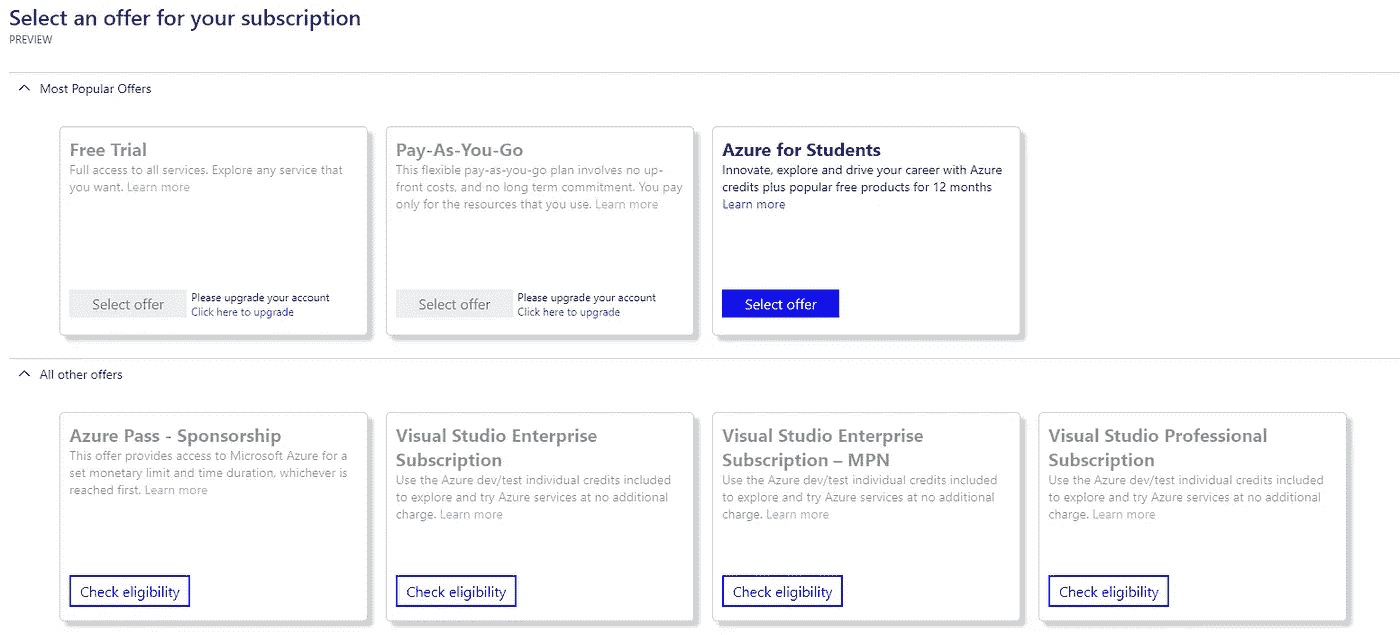 Select an offer for your subscription
PREVIEW
Most Popular Offers
Free Trial
Full access to all services. Explore any service that
you want. Learn more
Select offer
Please upgrade your account
Click here to upgrade
Pay-As-You-Go
This flexible pay-as-you-go plan involves no up-
front costs, and no long term commitment. You pay
only for the resources that you use. Learn more
Select offer
Please upgrade your account
Click here to upgrade
Azure for Students
Innovate, explore and drive your career with Azure
credits plus popular free products for 12 months
Learn more
Select offer
All other offers
Azure Pass - Sponsorship
This offer provides access to Microsoft Azure for a
set monetary limit and time duration, whichever is
reached first. Learn more
Check eligibility
Visual Studio Enterprise
Subscription
Use the Azure dev/test individual credits included
to explore and try Azure services at no additional
charge. Learn more
Check eligibility
Visual Studio Enterprise
Subscription – MPN
Use the Azure dev/test individual credits included
to explore and try Azure services at no additional
charge. Learn more
Check eligibility
Visual Studio Professional
Subscription
Use the Azure dev/test individual credits included
to explore and try Azure services at no additional
charge. Learn more
Check eligibility